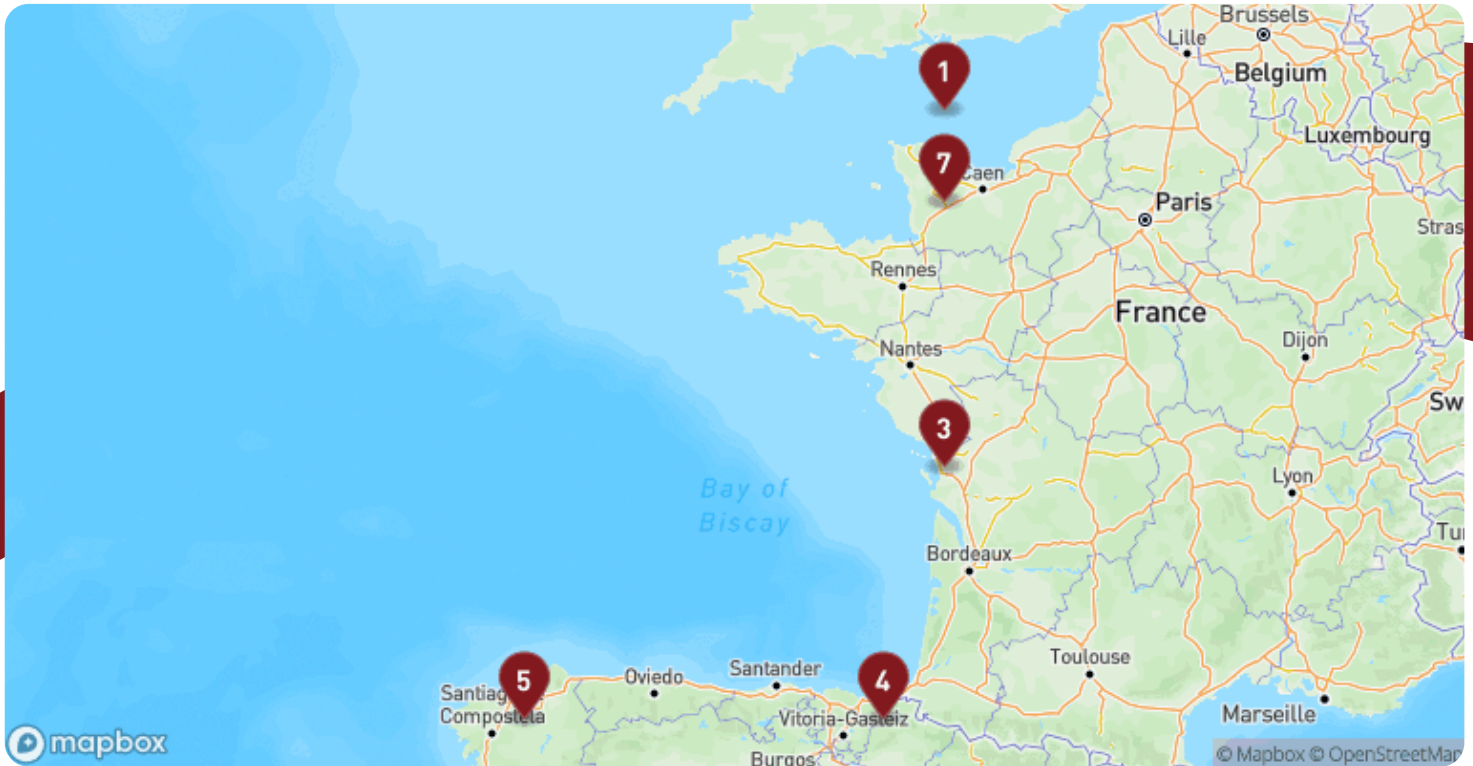 Brussels
Lille
Belgium
1
Luxembourg
7
Caen
Paris
Stras
Rennes
France
Nantes
Dijon
Sw
3
Lyon
Bay of
Biscay
Tu
Bordeaux
Toulouse
5
Oviedo
Santander
4
Santiag
Compostela
Vitoria-Gasteiz
Marseille
mapbox
Burgos
© Mapbox © OpenStreetMap